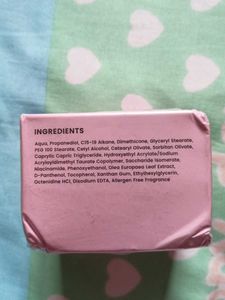 INGREDIENTS
Aqua, Propanediol, C15-19 Alkane, Dimethicone, Glyceryl Stearate,
PEG 100 Stearate, Cetyl Alcohol, Cetearyl Olivate, Sorbitan Olivate,
Caprylic Capric Triglyceride, Hydroxyethyl Acrylate/Sodium
Acryloyldimethyl Taurate Copolymer, Saccharide Isomerate,
Niacinamide, Phenoxyethanol, Olea Europaea Leaf Extract,
D-Panthenol, Tocopherol, Xanthan Gum, Ethylhexylglycerin,
Octenidine HCl, Disodium EDTA, Allergen Free Fragrance